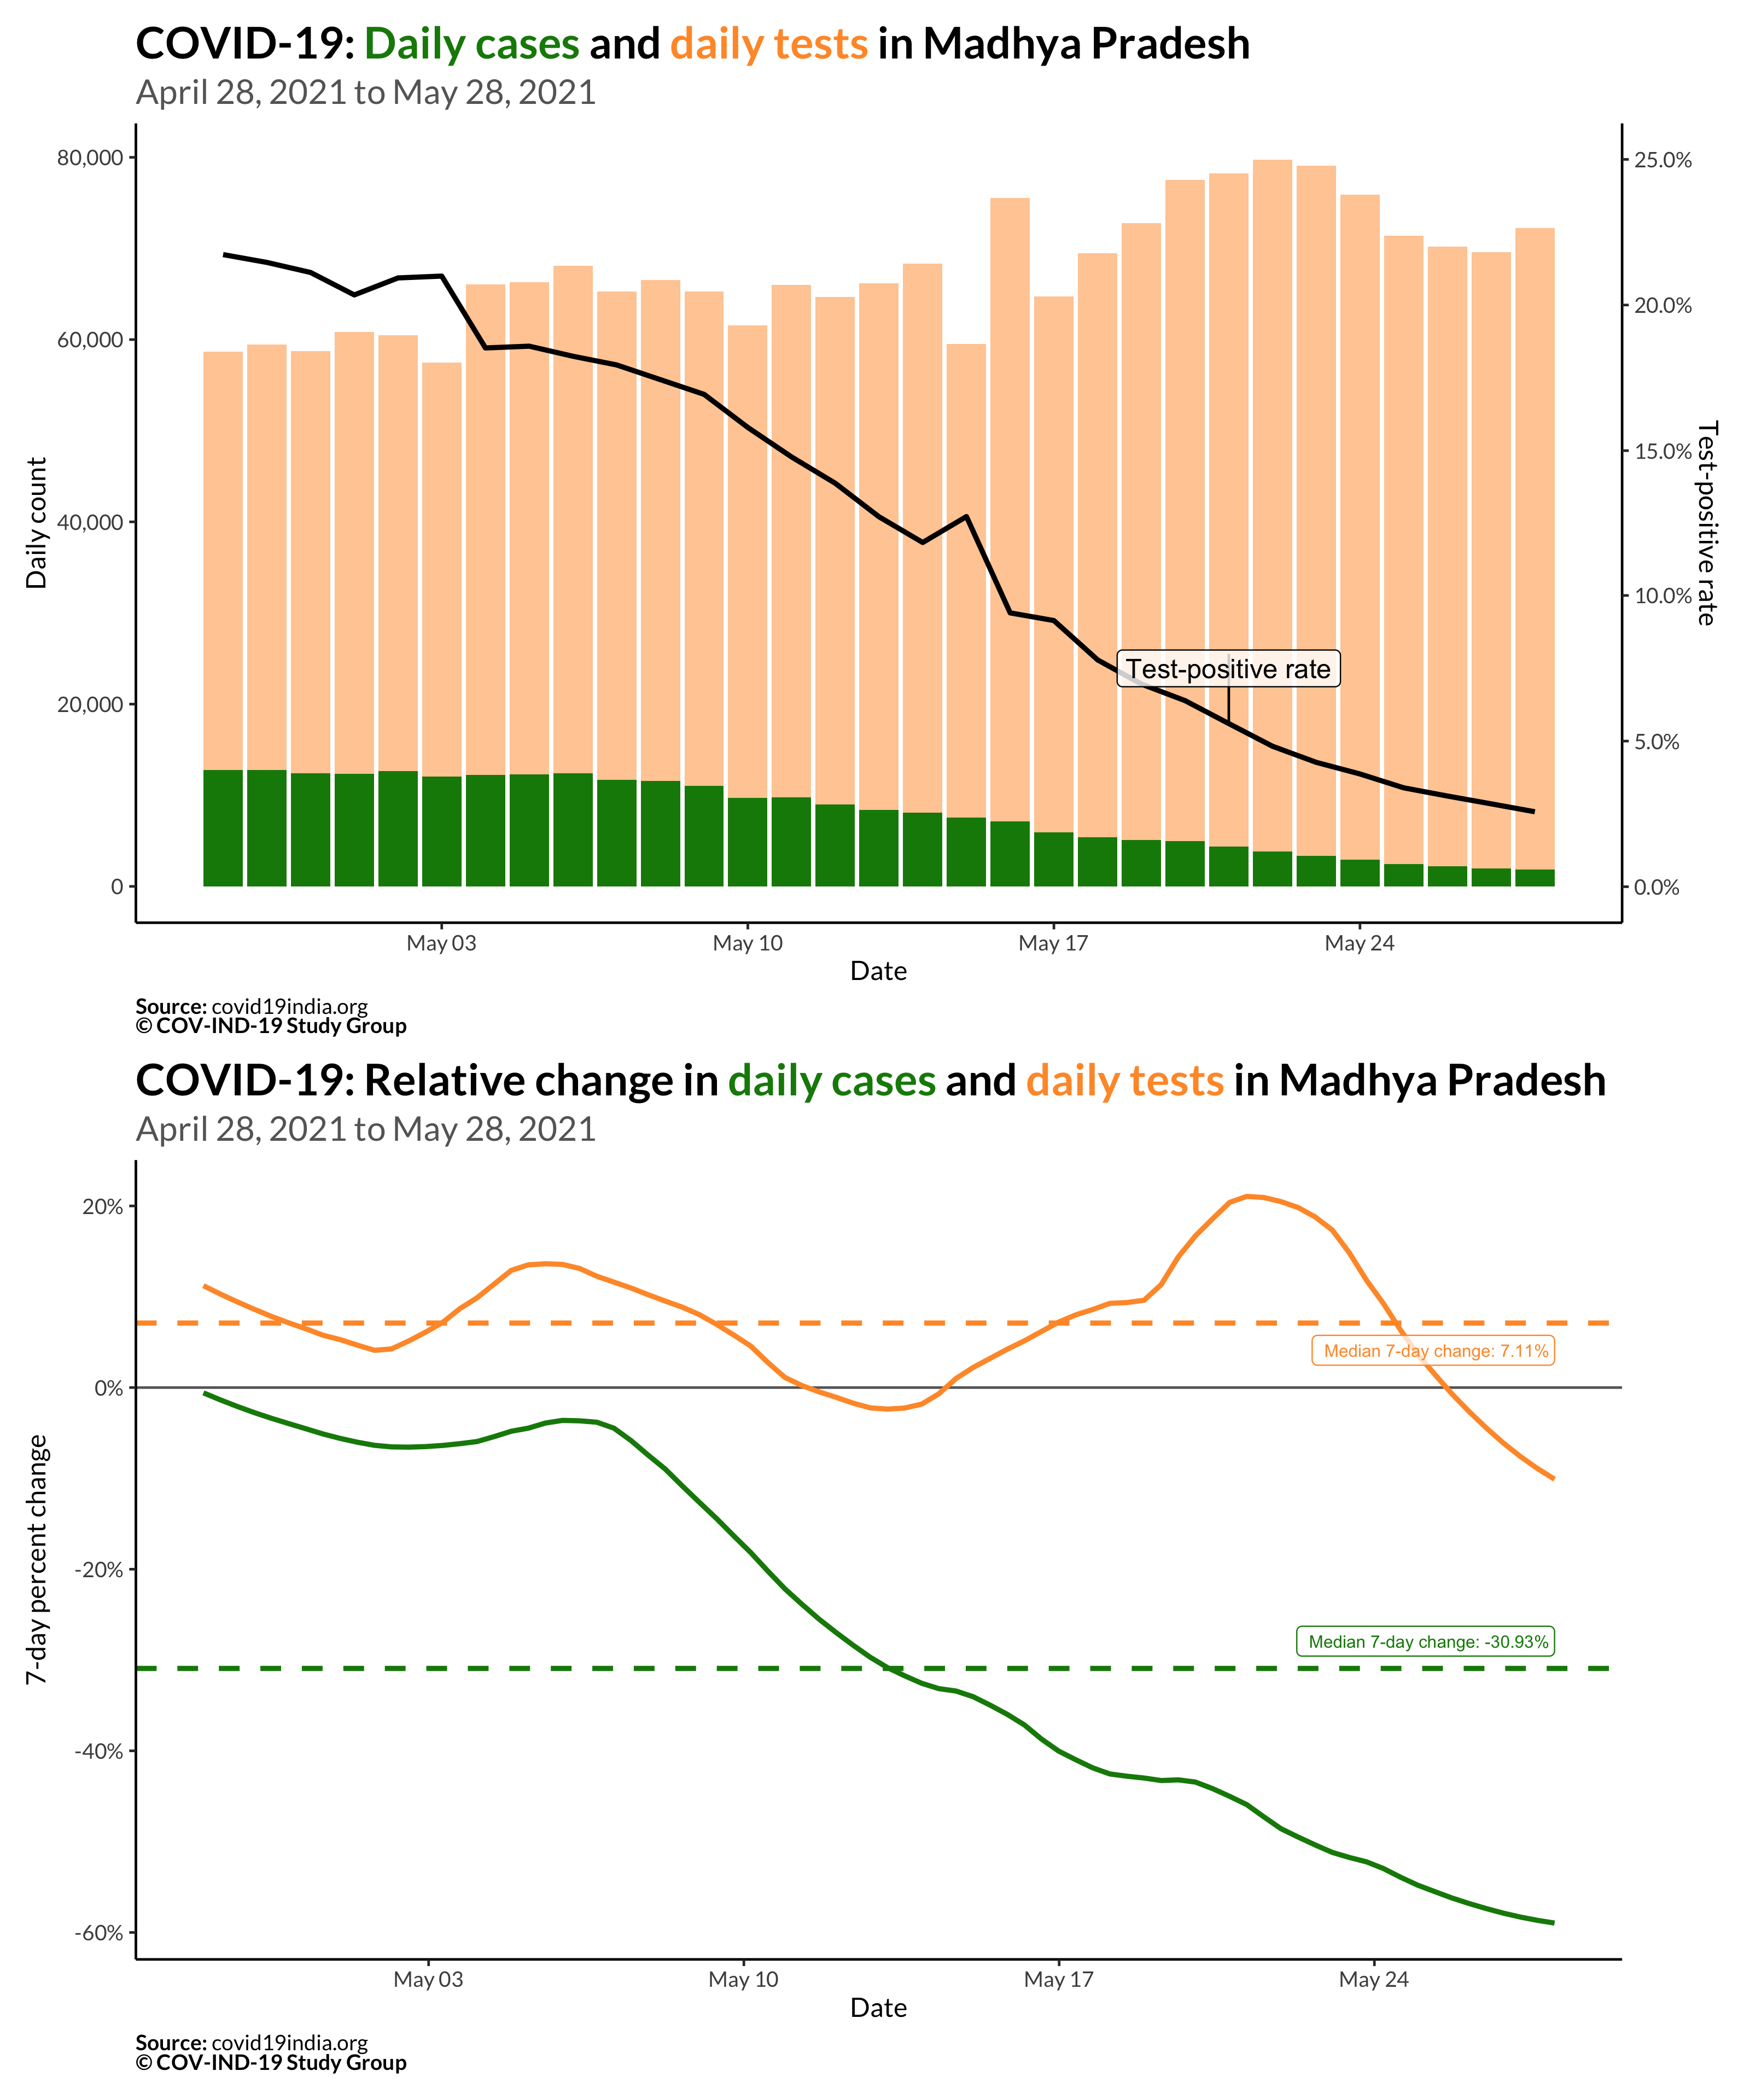 COVID-19: Daily cases and daily tests in Madhya Pradesh
April 28, 2021 to May 28, 2021
80,000
60,000
40,000
20,000
0
Daily count
25.0%
20.0%
15.0%
10.0%
5.0%
0.0%
Test-positive rate
Test-positive rate
May 03
May 10
May 17
May 24
Date
Source: covid19india.org
© COV-IND-19 Study Group
COVID-19: Relative change in daily cases and daily tests in Madhya Pradesh
April 28, 2021 to May 28, 2021
20%
0%
-20%
-40%
-60%
7-day percent change
Median 7-day change: 7.11%
Median 7-day change: -30.93%
May 03
May 10
May 17
May 24
Date
Source: covid19india.org
© COV-IND-19 Study Group